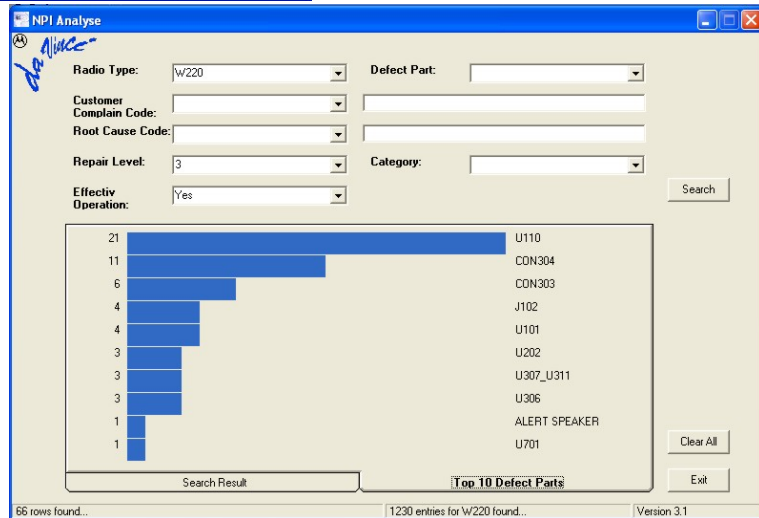 NPI Analyse
da Vinci
Radio Type: W220 Defect Part:
Customer
Complain Code:
Root Cause Code:
Repair Level: 3 Category:
Effectiv
Operation: Yes
Search
21 U110
11 CON304
6 CON303
4 J102
4 U101
3 U202
3 U307_U311
3 U306
1 ALERT SPEAKER
1 U701
Clear All
Search Result Top 10 Defect Parts Exit
66 rows found... 1230 entries for W220 found... Version 3.1